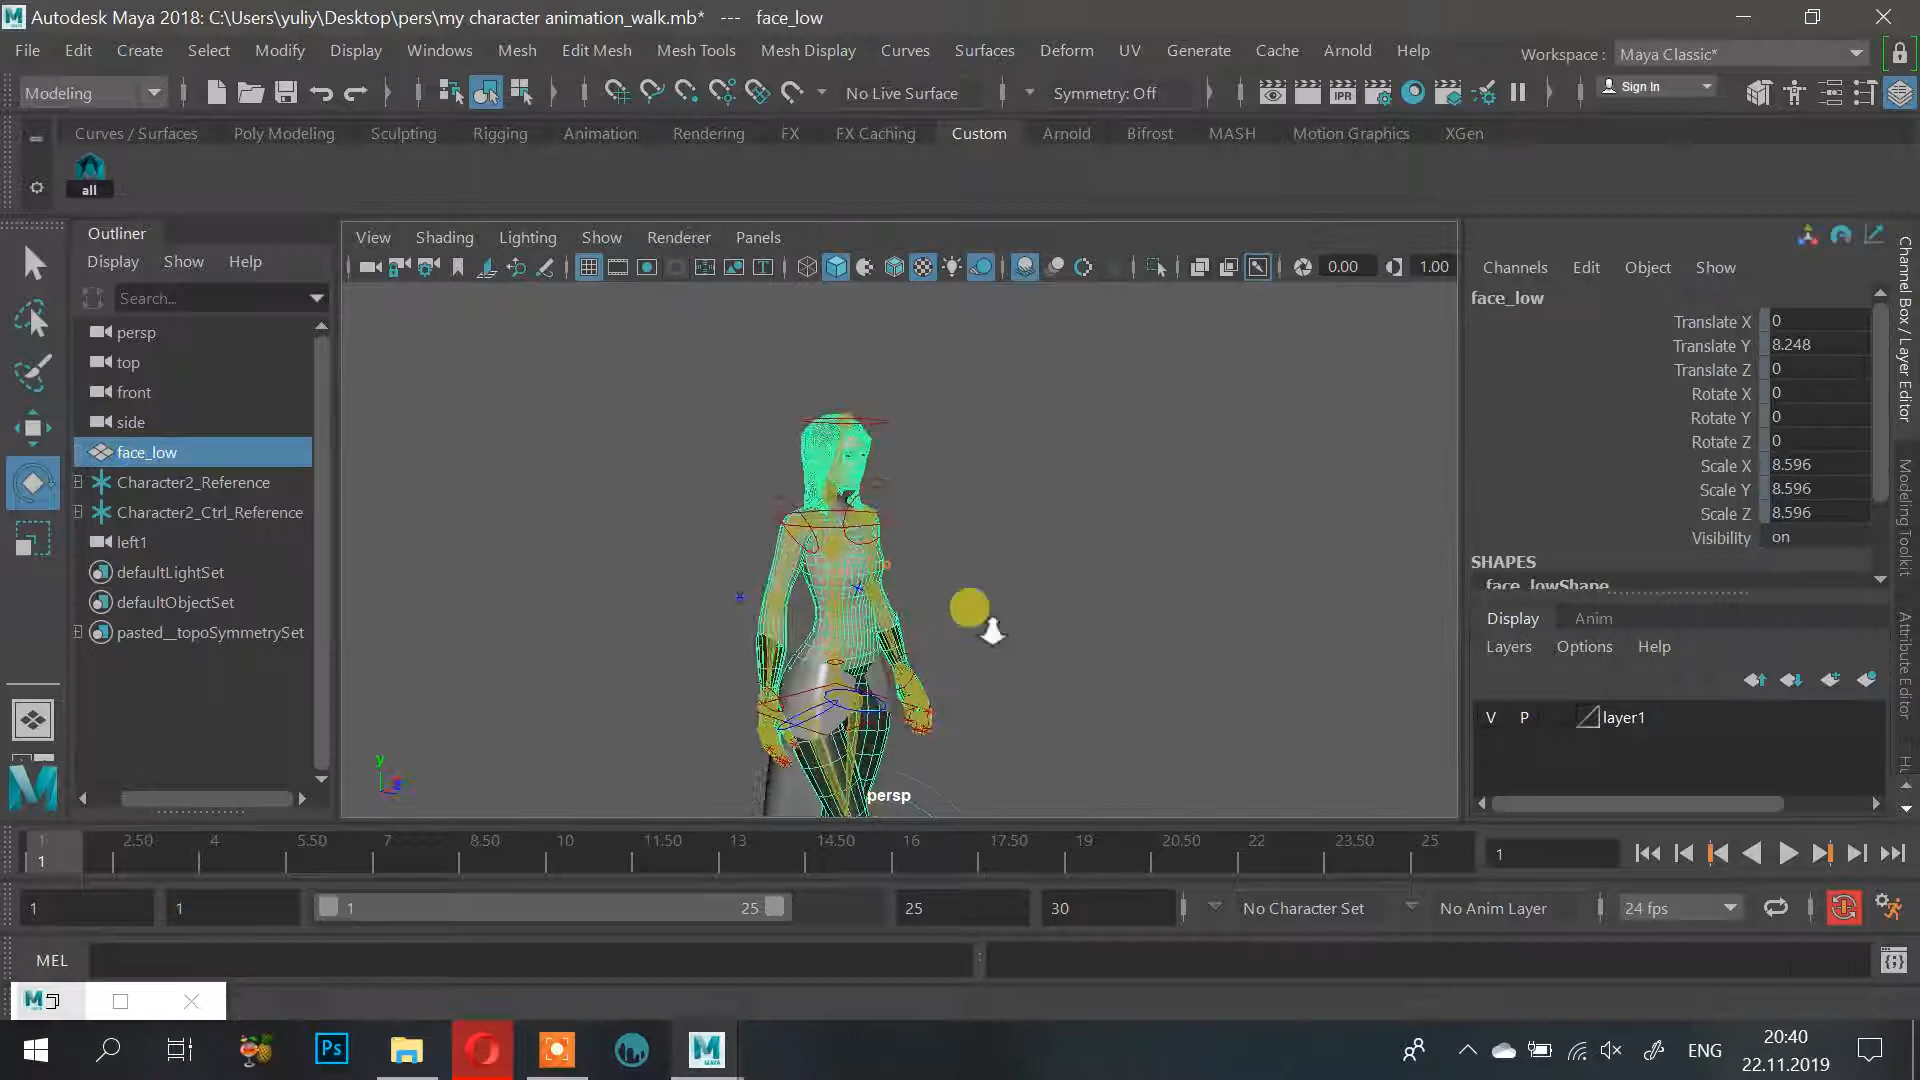 Autodesk Maya 2018: C:\Users\yuliy\Desktop\pers\my character animation_walk.mb* --- face_low
File Edit Create Select Modify Display Windows Mesh Edit Mesh Mesh Tools Mesh Display Curves Surfaces Deform UV Generate Cache Arnold Help Workspace : Maya Classic*
Modeling No Live Surface Symmetry: Off IPR Sign In
Curves / Surfaces Poly Modeling Sculpting Rigging Animation Rendering FX FX Caching Custom Arnold Bifrost MASH Motion Graphics XGen
all
Outliner
Display Show Help
Search...
persp
top
front
side
face_low
Character2_Reference
Character2_Ctrl_Reference
left1
defaultLightSet
defaultObjectSet
pasted__topoSymmetrySet
View Shading Lighting Show Renderer Panels
0.00 1.00
y
persp
Channels Edit Object Show
face_low
Translate X 0
Translate Y 8.248
Translate Z 0
Rotate X 0
Rotate Y 0
Rotate Z 0
Scale X 8.596
Scale Y 8.596
Scale Z 8.596
Visibility on
SHAPES
face_lowShape
Display Anim
Layers Options Help
V P layer1
Channel Box / Layer Editor
Modeling Toolkit
Attribute Editor
1 2.50 4 5.50 7 8.50 10 11.50 13 14.50 16 17.50 19 20.50 22 23.50 25
1 1
1 1 1 25 25 30 No Character Set No Anim Layer 24 fps
MEL
M
Ps
M
MAYA
ENG
20:40
22.11.2019